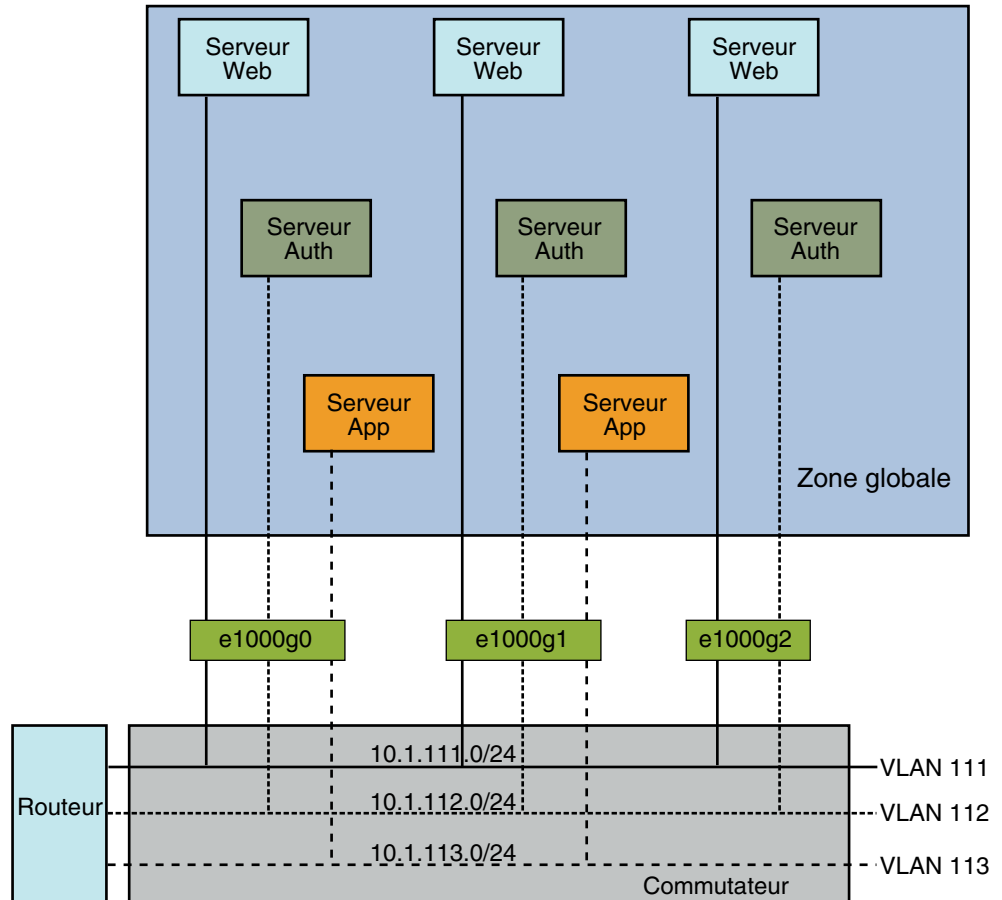 Serveur
Web
Serveur
Web
Serveur
Web
Serveur
Auth
Serveur
Auth
Serveur
Auth
Serveur
App
Serveur
App
Zone globale
e1000g0
e1000g1
e1000g2
Routeur
10.1.111.0/24
VLAN 111
10.1.112.0/24
VLAN 112
10.1.113.0/24
VLAN 113
Commutateur